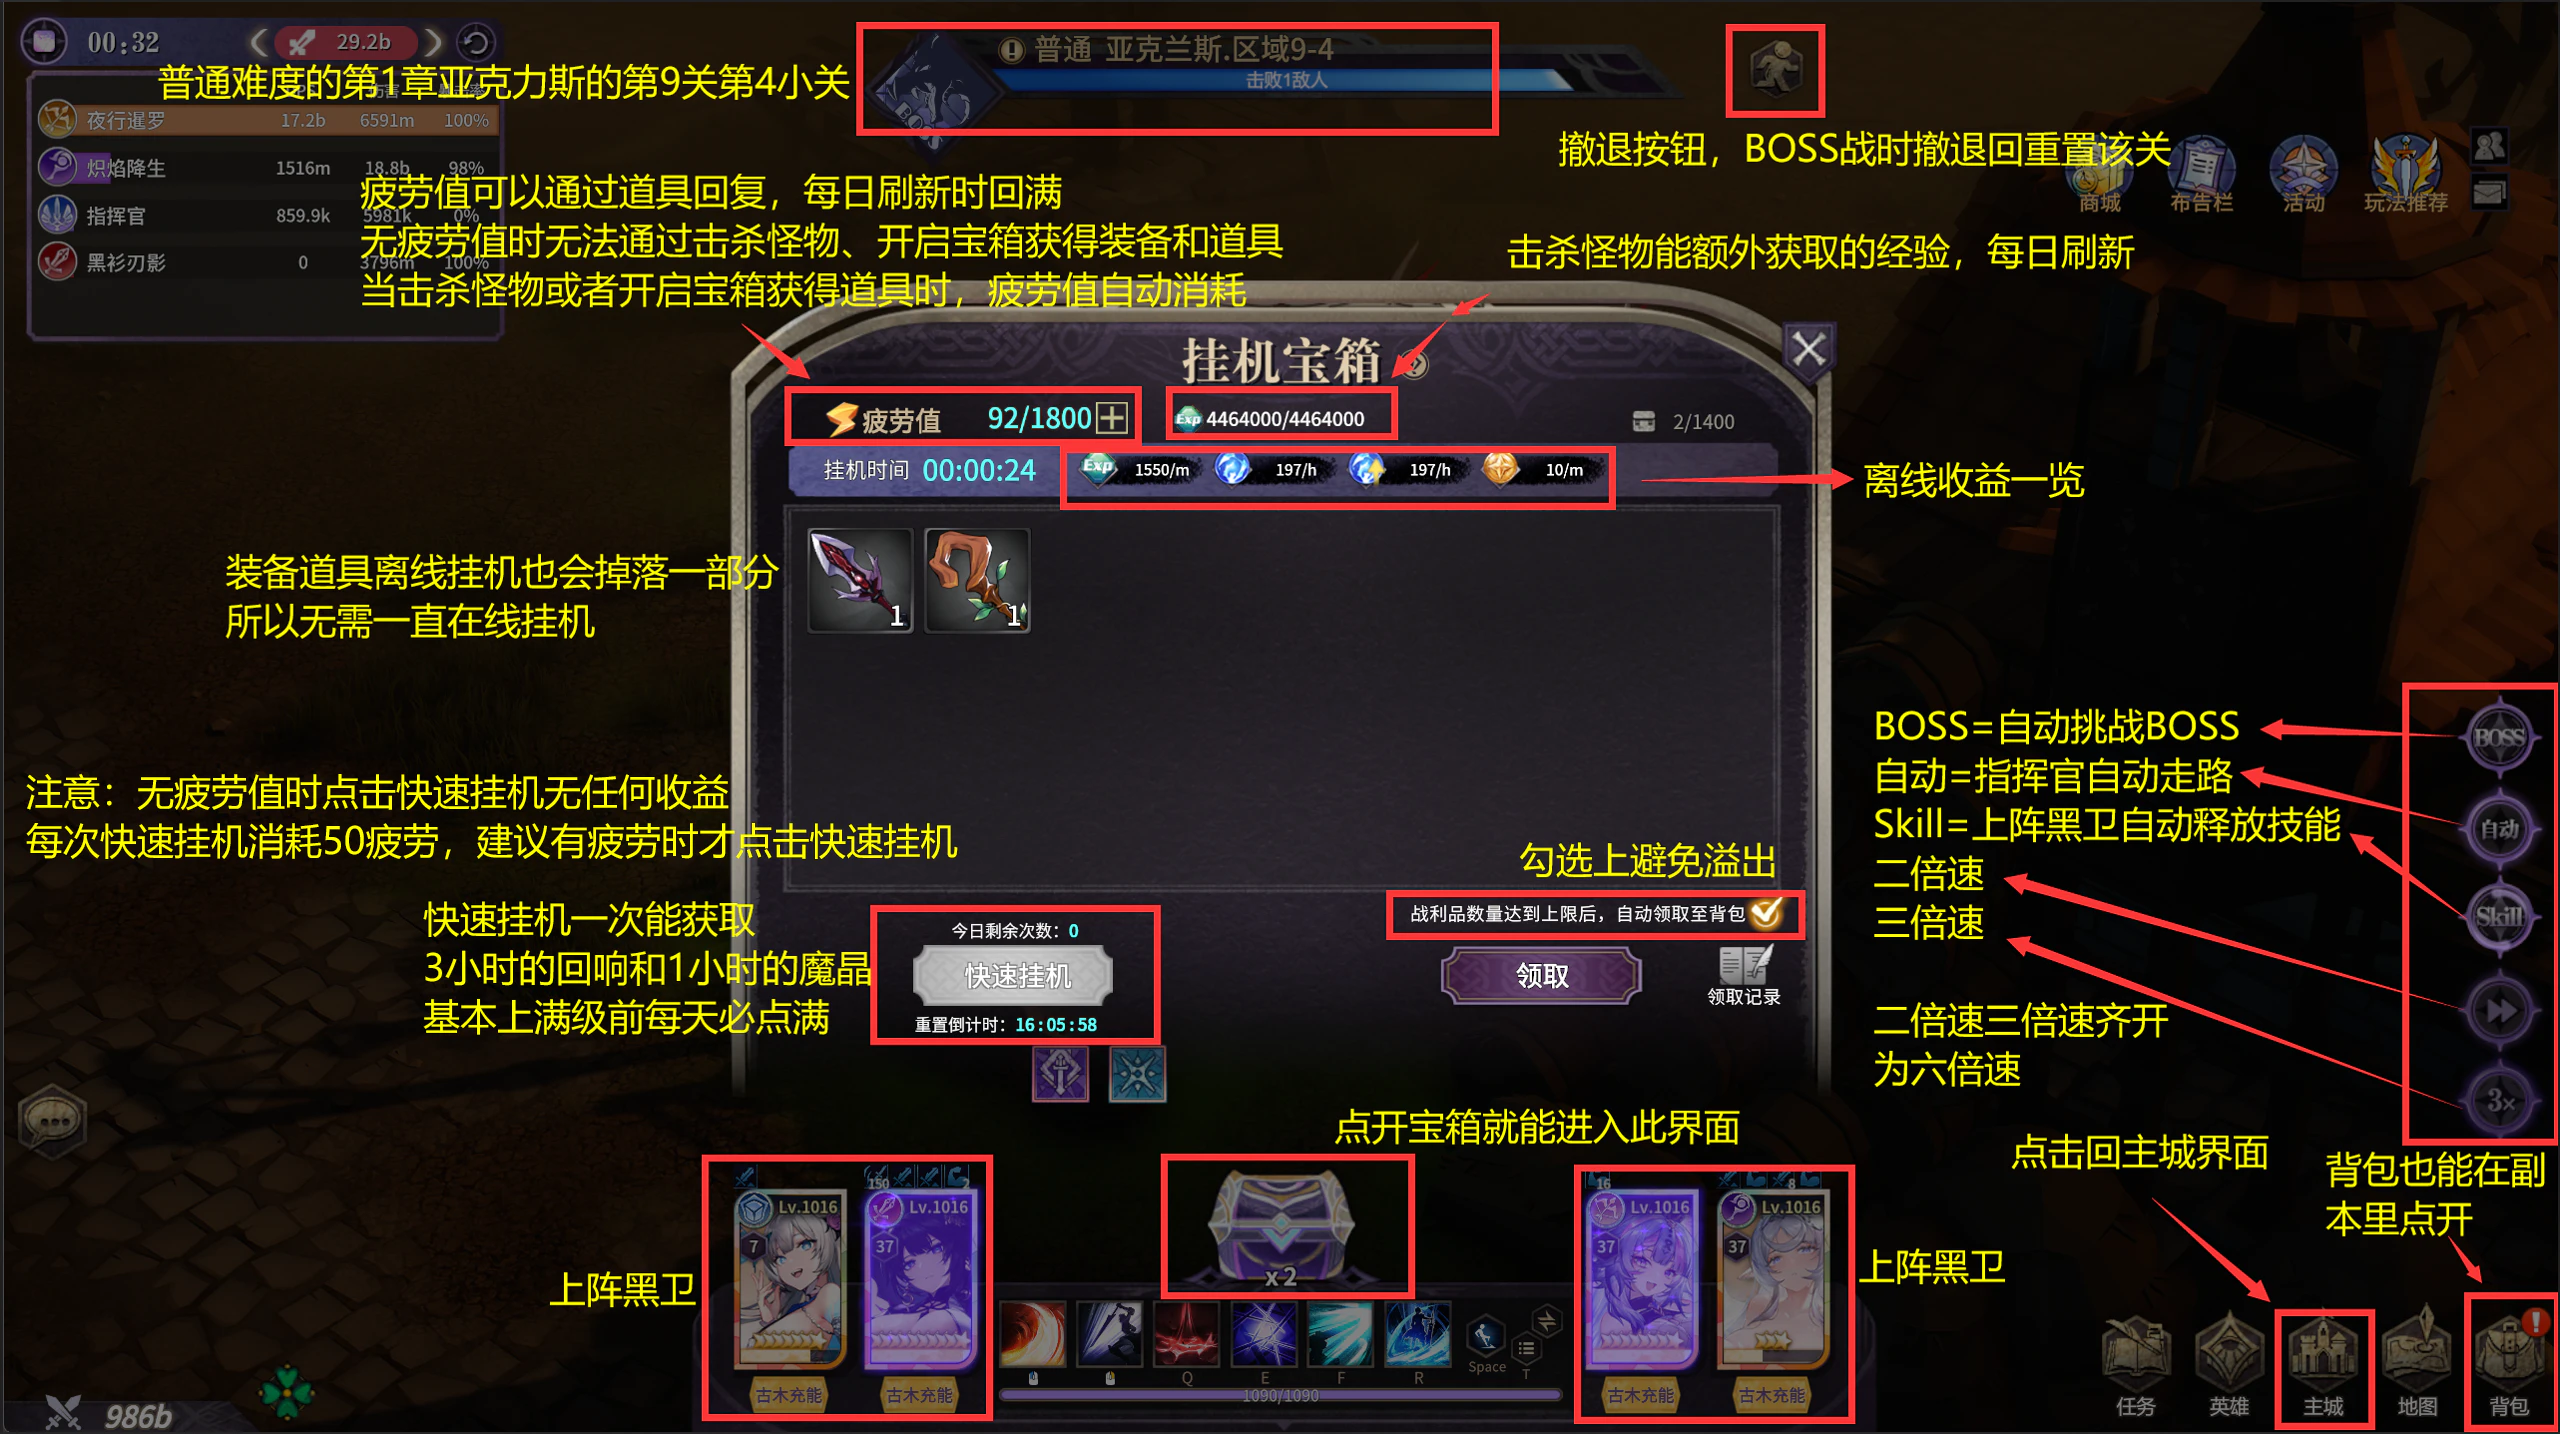 00:32
29.2b
普通 亚克兰斯.区域9-4
击败1敌人
普通难度的第1章亚克力斯的第9关第4小关
夜行暹罗 17.2b 6591m 100%
炽焰降生 1516m 18.8b 98%
指挥官 859.9k 5981k 0%
黑衫刃影 0 3796m 100%
BOSS
撤退按钮，BOSS战时撤退回重置该关
商城
布告栏
活动
玩法推荐
疲劳值可以通过道具回复，每日刷新时回满
无疲劳值时无法通过击杀怪物、开启宝箱获得装备和道具
当击杀怪物或者开启宝箱获得道具时，疲劳值自动消耗
击杀怪物能额外获取的经验，每日刷新
挂机宝箱
疲劳值 92/1800
Exp 4464000/4464000
2/1400
挂机时间 00:00:24
Exp 1550/m 197/h 197/h 10/m
离线收益一览
1
1
装备道具离线挂机也会掉落一部分
所以无需一直在线挂机
BOSS=自动挑战BOSS
自动=指挥官自动走路
Skill=上阵黑卫自动释放技能
二倍速
三倍速
二倍速三倍速齐开
为六倍速
BOSS
自动
Skill
3×
注意：无疲劳值时点击快速挂机无任何收益
每次快速挂机消耗50疲劳，建议有疲劳时才点击快速挂机
勾选上避免溢出
战利品数量达到上限后，自动领取至背包
快速挂机一次能获取
3小时的回响和1小时的魔晶
基本上满级前每天必点满
今日剩余次数：0
快速挂机
重置倒计时：16:05:58
领取
领取记录
点开宝箱就能进入此界面
点击回主城界面
背包也能在副
本里点开
上阵黑卫
Lv.1016
7
古木充能
150
2
Lv.1016
37
古木充能
x2
16
Lv.1016
37
古木充能
8
Lv.1016
37
古木充能
上阵黑卫
Q
E
F
R
Space
T
1090/1090
986b
任务
英雄
主城
地图
背包